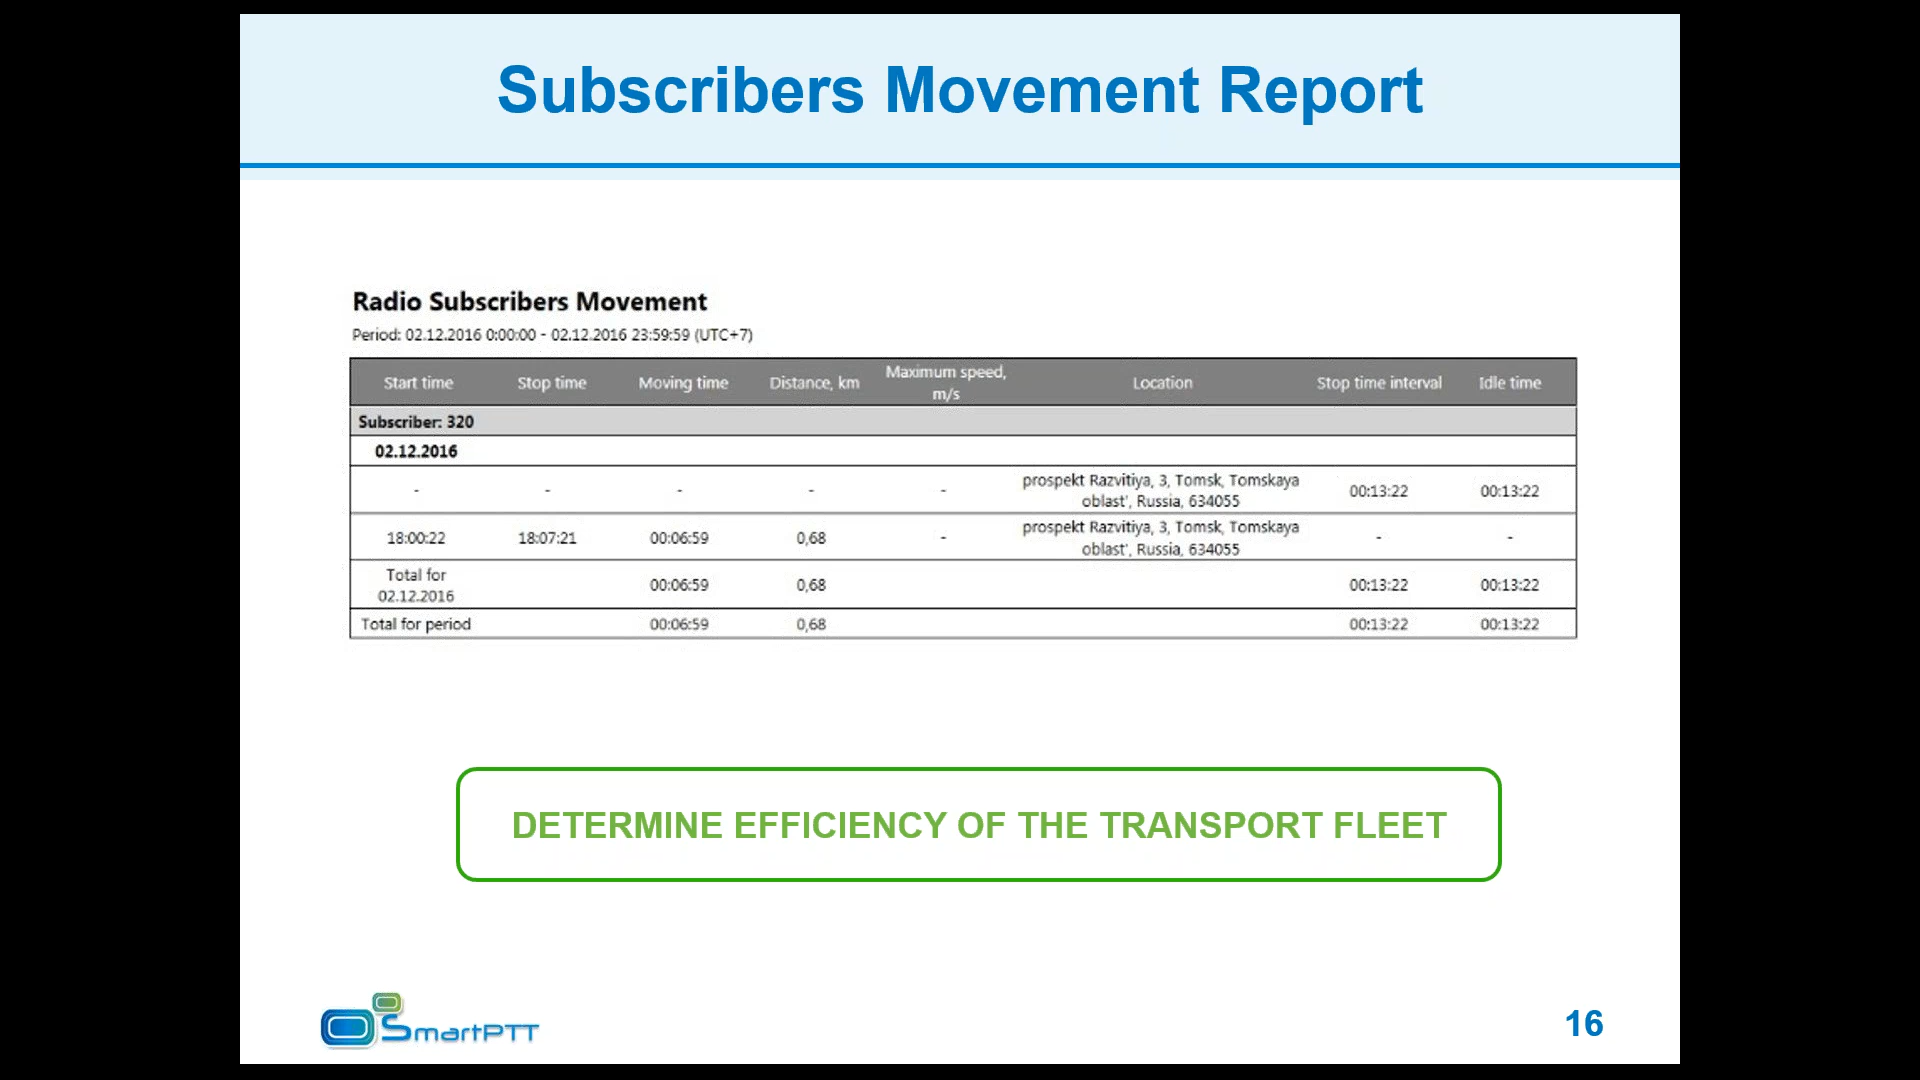 Subscribers Movement Report
Radio Subscribers Movement
Period: 02.12.2016 0:00:00 - 02.12.2016 23:59:59 (UTC+7)
Start time Stop time Moving time Distance, km Maximum speed, m/s Location Stop time interval Idle time
Subscriber: 320
02.12.2016
- - - - - prospekt Razvitiya, 3, Tomsk, Tomskaya oblast', Russia, 634055 00:13:22 00:13:22
18:00:22 18:07:21 00:06:59 0,68 - prospekt Razvitiya, 3, Tomsk, Tomskaya oblast', Russia, 634055 - -
Total for 02.12.2016 00:06:59 0,68 00:13:22 00:13:22
Total for period 00:06:59 0,68 00:13:22 00:13:22
DETERMINE EFFICIENCY OF THE TRANSPORT FLEET
SmartPTT
16